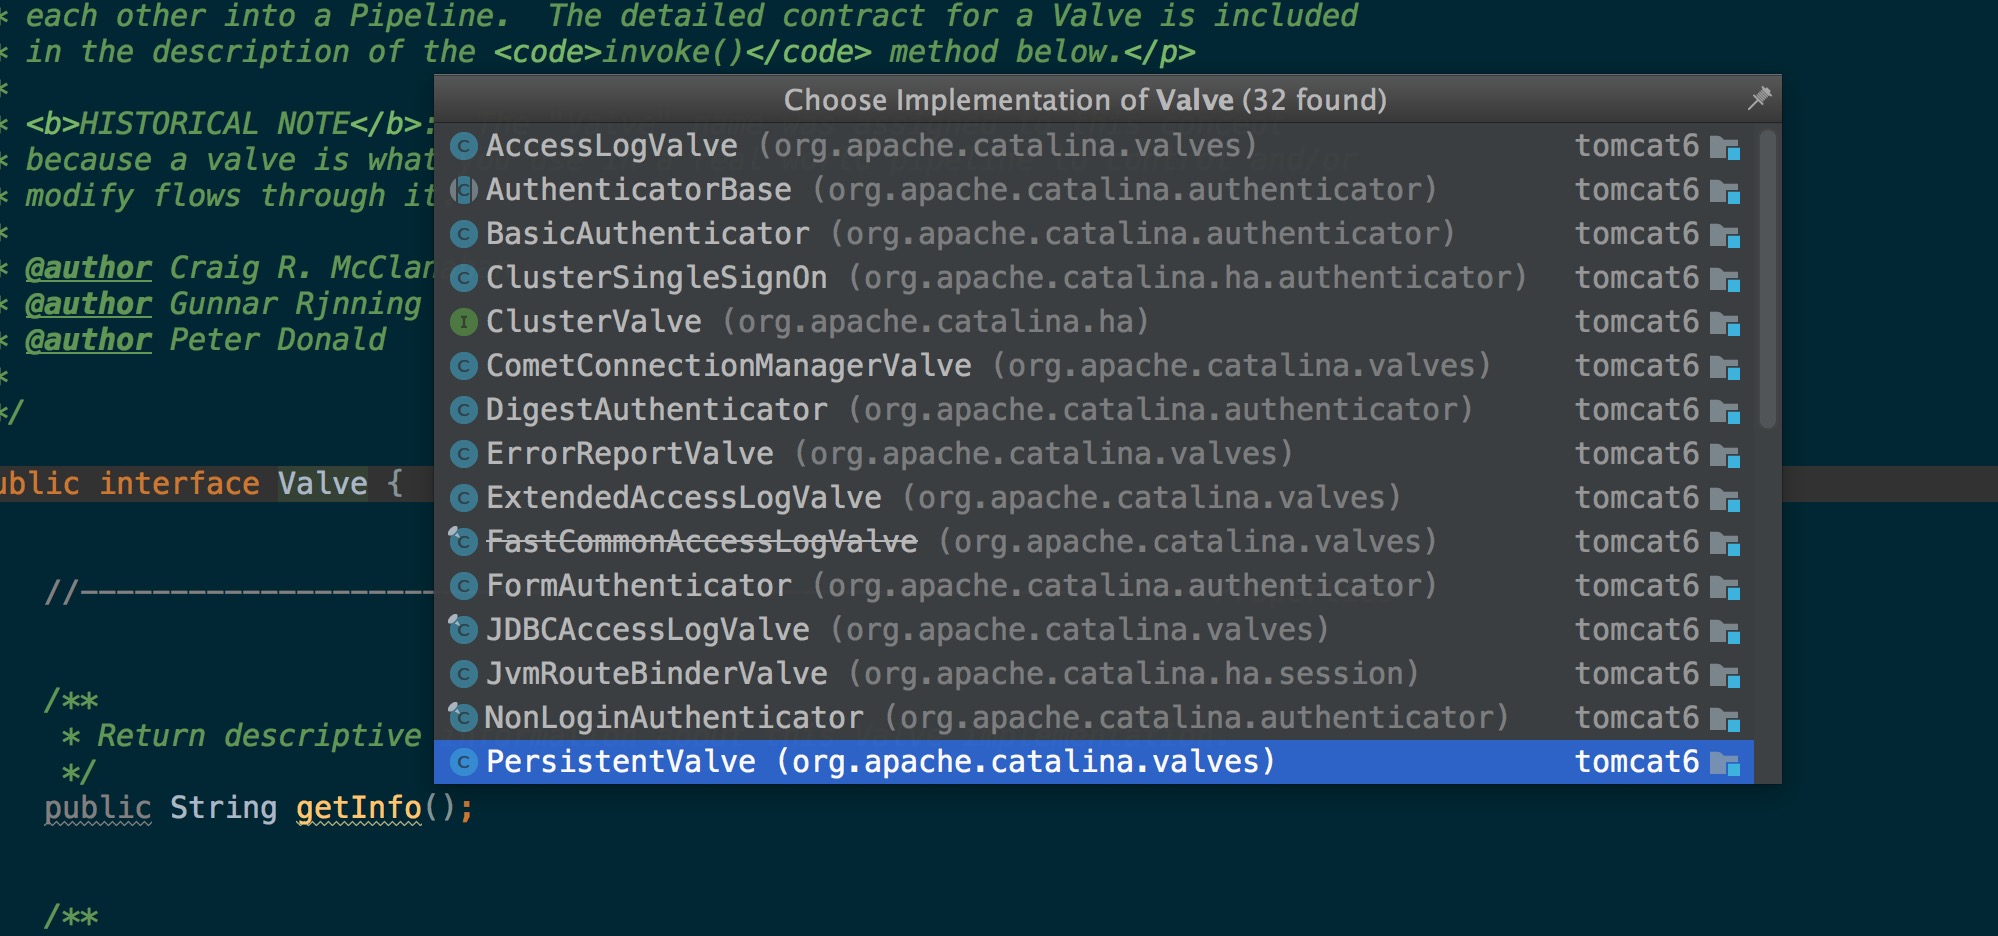 * each other into a Pipeline.  The detailed contract for a Valve is included
* in the description of the <code>invoke()</code> method below.</p>
*
* <b>HISTORICAL NOTE</b>:
* because a valve is what
* modify flows through it
*
* @author Craig R. McClan
* @author Gunnar Rjnning
* @author Peter Donald
*
*/
ublic interface Valve {
//------------------------
/**
* Return descriptive
*/
public String getInfo();
/**
Choose Implementation of Valve (32 found)
AccessLogValve (org.apache.catalina.valves) tomcat6
AuthenticatorBase (org.apache.catalina.authenticator) tomcat6
BasicAuthenticator (org.apache.catalina.authenticator) tomcat6
ClusterSingleSignOn (org.apache.catalina.ha.authenticator) tomcat6
ClusterValve (org.apache.catalina.ha) tomcat6
CometConnectionManagerValve (org.apache.catalina.valves) tomcat6
DigestAuthenticator (org.apache.catalina.authenticator) tomcat6
ErrorReportValve (org.apache.catalina.valves) tomcat6
ExtendedAccessLogValve (org.apache.catalina.valves) tomcat6
FastCommonAccessLogValve (org.apache.catalina.valves) tomcat6
FormAuthenticator (org.apache.catalina.authenticator) tomcat6
JDBCAccessLogValve (org.apache.catalina.valves) tomcat6
JvmRouteBinderValve (org.apache.catalina.ha.session) tomcat6
NonLoginAuthenticator (org.apache.catalina.authenticator) tomcat6
PersistentValve (org.apache.catalina.valves) tomcat6